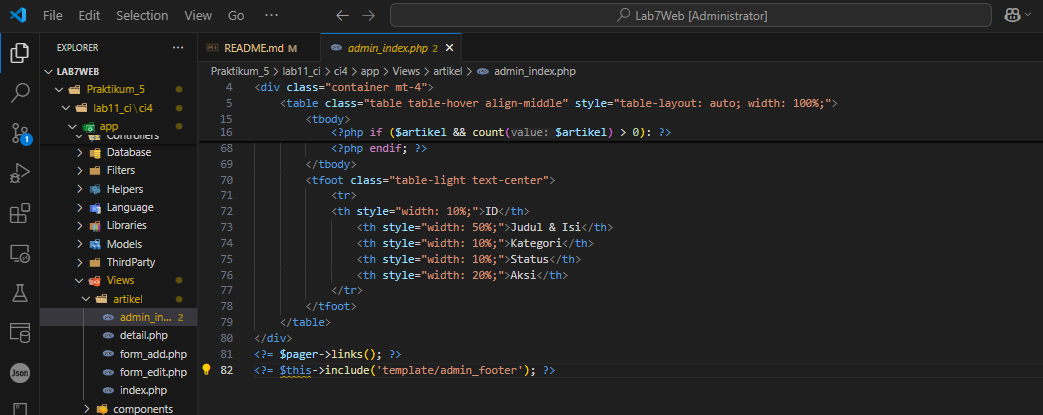 File Edit Selection View Go ··· Lab7Web [Administrator]
EXPLORER ···
README.md M admin_index.php 2
LAB7WEB
Praktikum_5
lab11_ci\ci4
app
Controllers
Database
Filters
Helpers
Language
Libraries
Models
ThirdParty
Views
artikel
admin_in... 2
detail.php
form_add.php
form_edit.php
index.php
components
1
Json
Praktikum_5 > lab11_ci > ci4 > app > Views > artikel > admin_index.php
4 <div class="container mt-4">
5 <table class="table table-hover align-middle" style="table-layout: auto; width: 100%;">
15 <tbody>
16 <?php if ($artikel && count(value: $artikel) > 0): ?>
68 <?php endif; ?>
69 </tbody>
70 <tfoot class="table-light text-center">
71 <tr>
72 <th style="width: 10%;">ID</th>
73 <th style="width: 50%;">Judul & Isi</th>
74 <th style="width: 10%;">Kategori</th>
75 <th style="width: 10%;">Status</th>
76 <th style="width: 20%;">Aksi</th>
77 </tr>
78 </tfoot>
79 </table>
80 </div>
81 <?= $pager->links(); ?>
82 <?= $this->include('template/admin_footer'); ?>